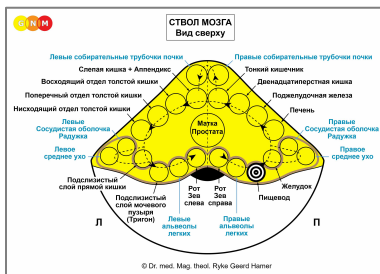 GNM
СТВОЛ МОЗГА
Вид сверху
Левые собирательные трубочки почки
Правые собирательные трубочки почки
Слепая кишка + Аппендикс
Тонкий кишечник
Восходящий отдел толстой кишки
Двенадцатиперстная кишка
Поперечный отдел толстой кишки
Поджелудочная железа
Нисходящий отдел толстой кишки
Печень
Левые
Сосудистая оболочка
Радужка
Матка
Простата
Правые
Сосудистая оболочка
Радужка
Левое
среднее ухо
Правое
среднее ухо
Подслизистый
слой прямой кишки
Желудок
Подслизистый
слой мочевого
пузыря
(Тригон)
Рот
Зев
слева
Рот
Зев
справа
Пищевод
Л
П
Левые
альвеолы
легких
Правые
альвеолы
легких
© Dr. med. Mag. theol. Ryke Geerd Hamer